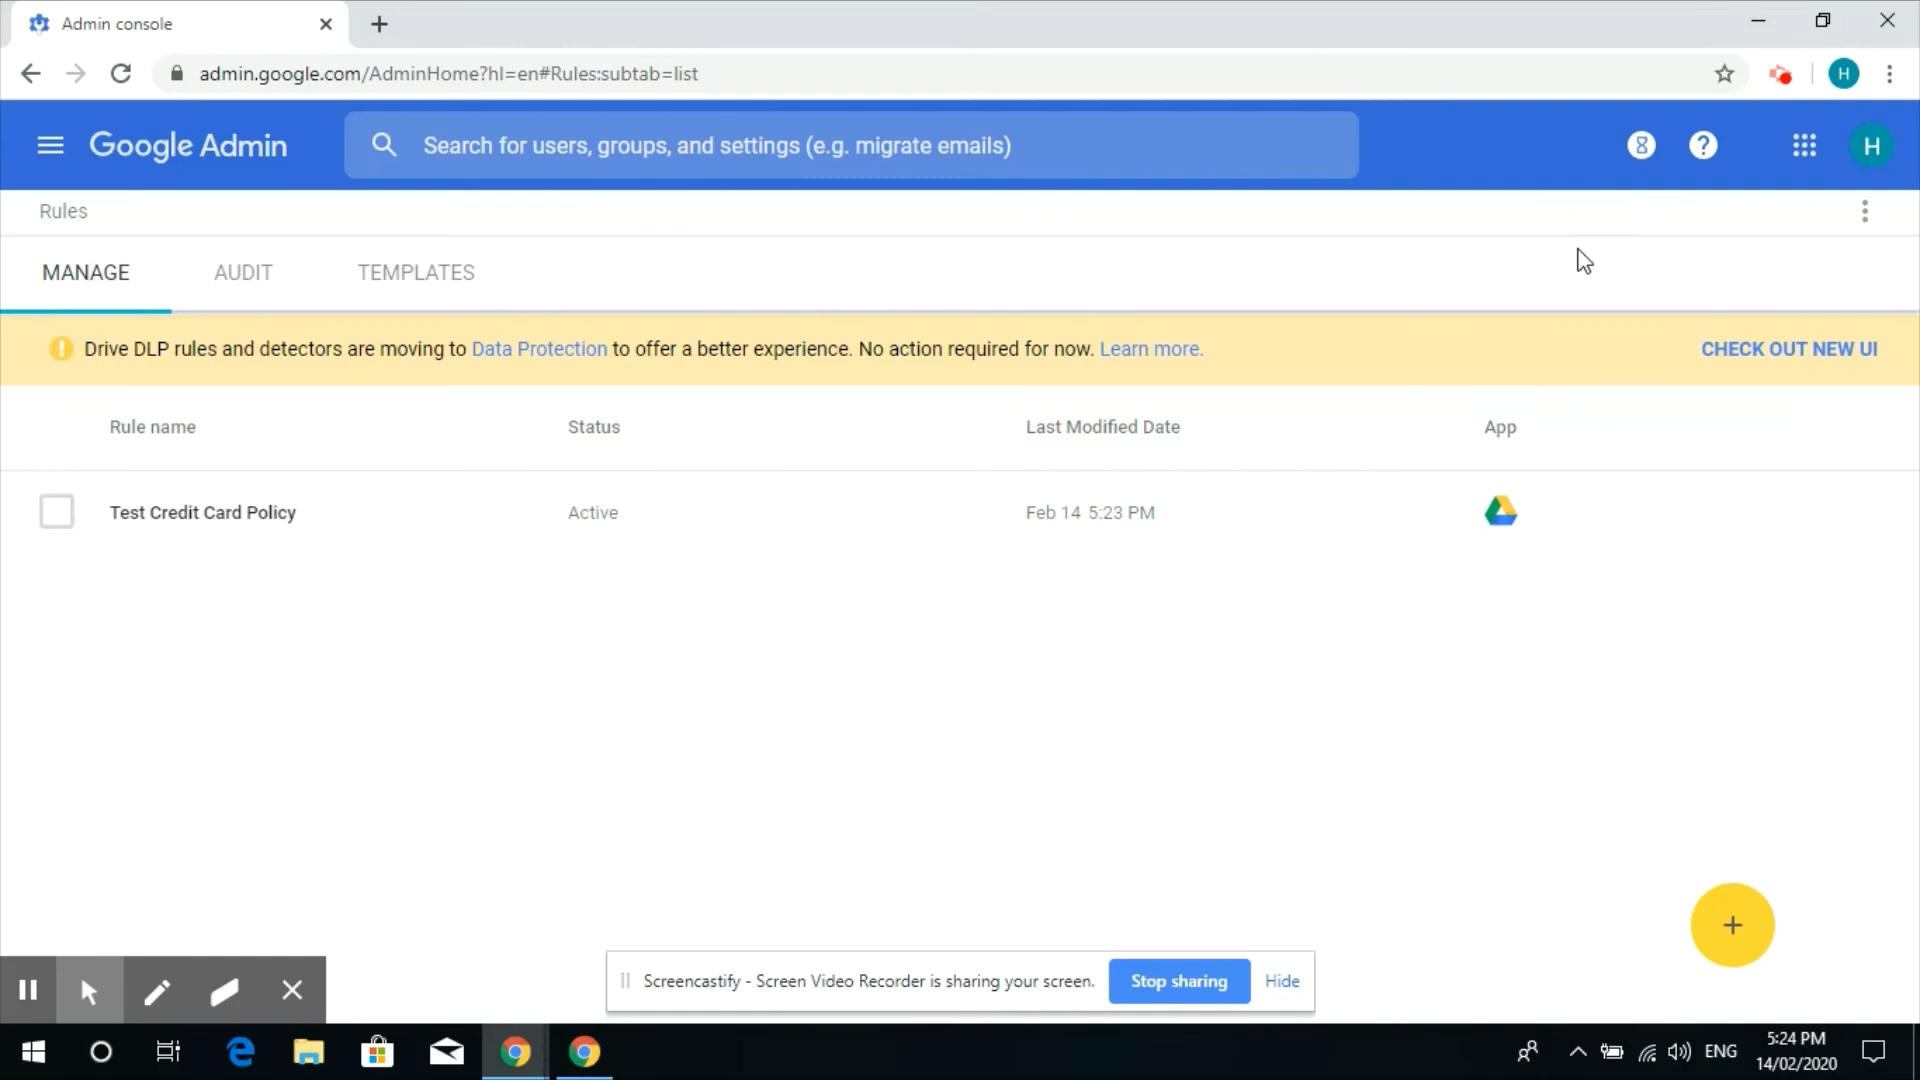 Admin console
admin.google.com/AdminHome?hl=en#Rules:subtab=list
H
Google Admin
Search for users, groups, and settings (e.g. migrate emails)
8
?
H
Rules
MANAGE
AUDIT
TEMPLATES
Drive DLP rules and detectors are moving to Data Protection to offer a better experience. No action required for now. Learn more.
CHECK OUT NEW UI
Rule name
Status
Last Modified Date
App
Test Credit Card Policy
Active
Feb 14 5:23 PM
Screencastify - Screen Video Recorder is sharing your screen.
Stop sharing
Hide
ENG
5:24 PM
14/02/2020